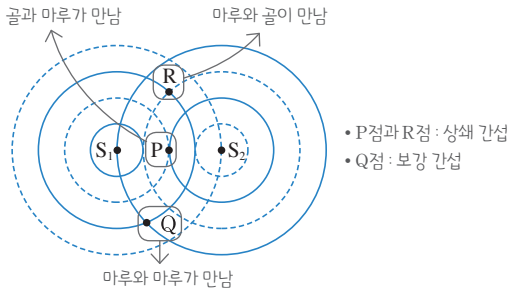 골과 마루가 만남
마루와 골이 만남
R
S₁
P
S₂
Q
• P점과 R점 : 상쇄 간섭
• Q점 : 보강 간섭
마루와 마루가 만남